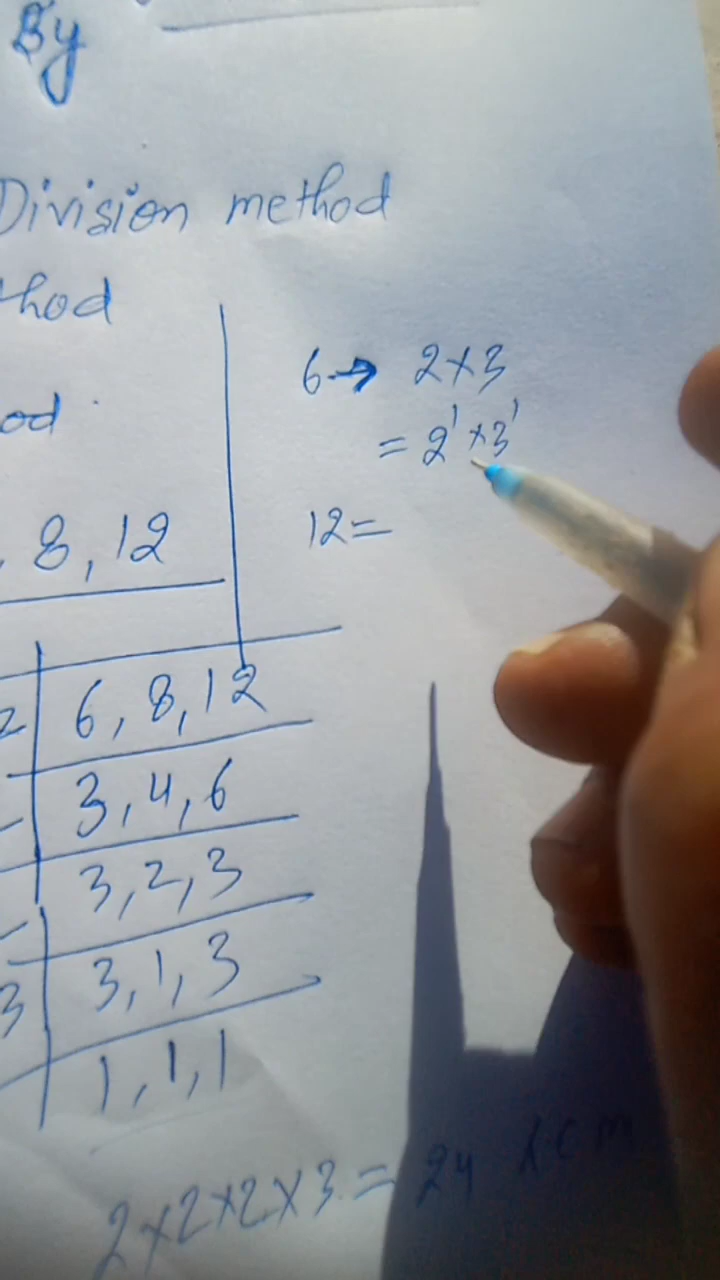 By
Division method
thod
od
8, 12
6 → 2×3
= 2¹ ×3¹
12=
2 6, 8, 12
3, 4, 6
3, 2, 3
3 3, 1, 3
1, 1, 1
2×2×2×3 = 24 LCM